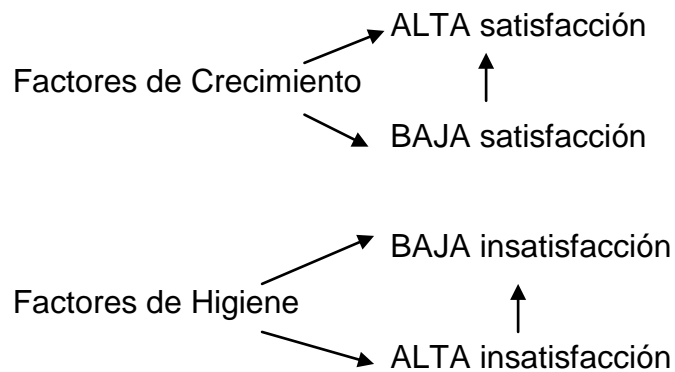 ALTA satisfacción
Factores de Crecimiento
BAJA satisfacción
BAJA insatisfacción
Factores de Higiene
ALTA insatisfacción